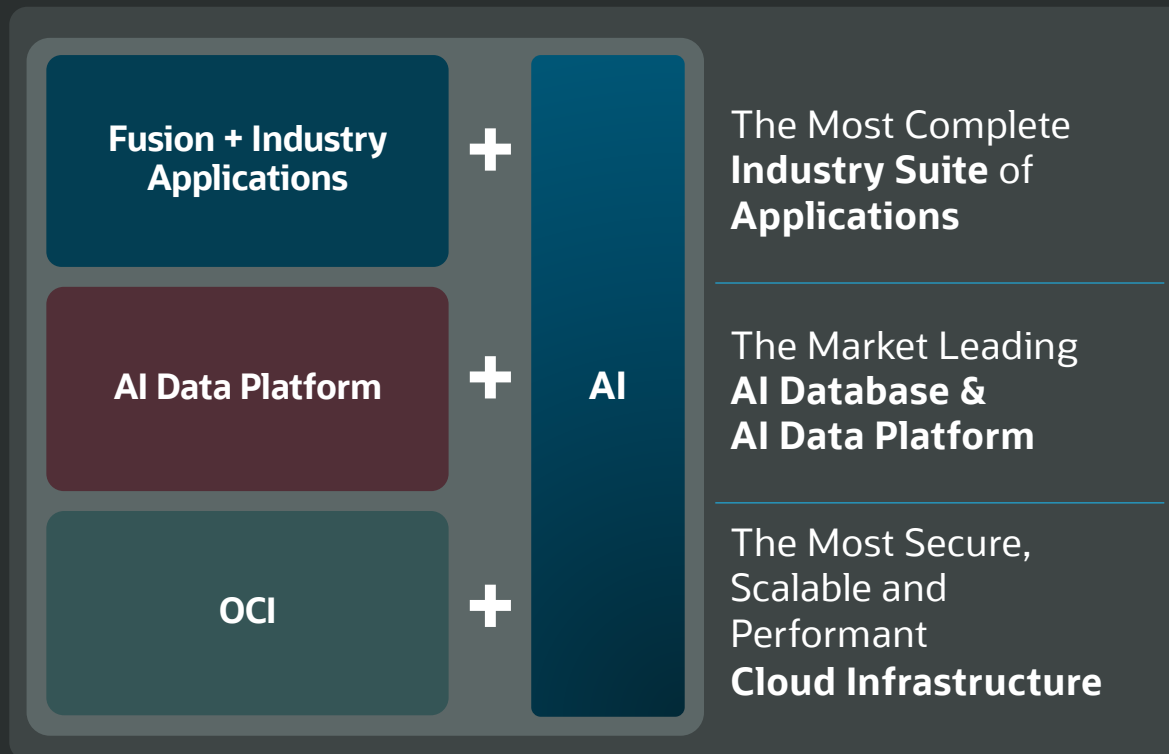 Fusion + Industry
Applications
+
The Most Complete
Industry Suite of
Applications
AI Data Platform
+
AI
The Market Leading
AI Database &
AI Data Platform
OCI
+
The Most Secure,
Scalable and
Performant
Cloud Infrastructure